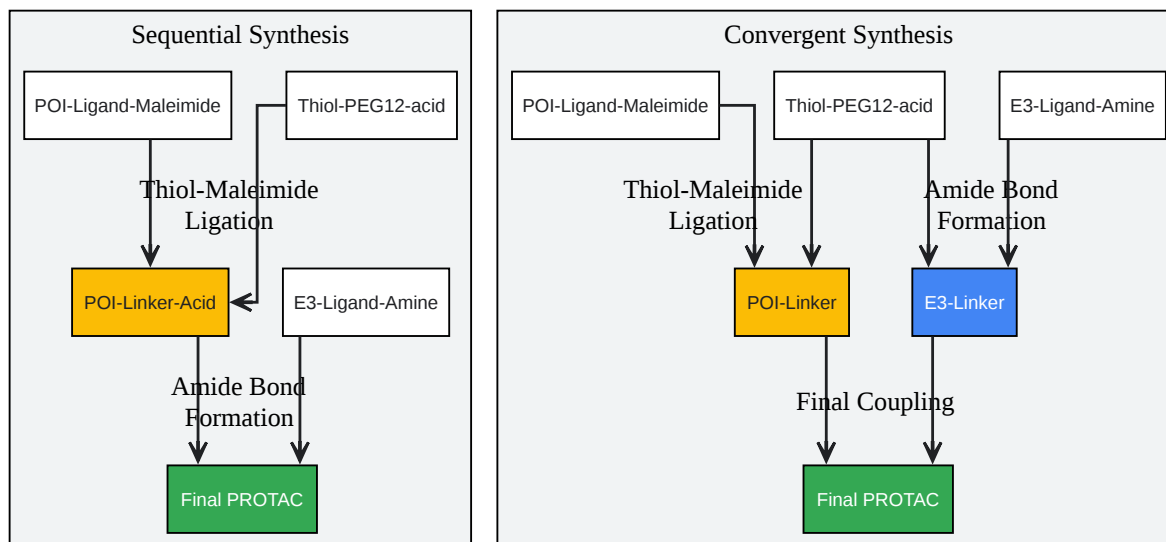 Sequential Synthesis
POI-Ligand-Maleimide
Thiol-PEG12-acid
Thiol-Maleimide
Ligation
POI-Linker-Acid
E3-Ligand-Amine
Amide Bond
Formation
Final PROTAC
Convergent Synthesis
POI-Ligand-Maleimide
Thiol-PEG12-acid
E3-Ligand-Amine
Thiol-Maleimide
Ligation
Amide Bond
Formation
POI-Linker
E3-Linker
Final Coupling
Final PROTAC